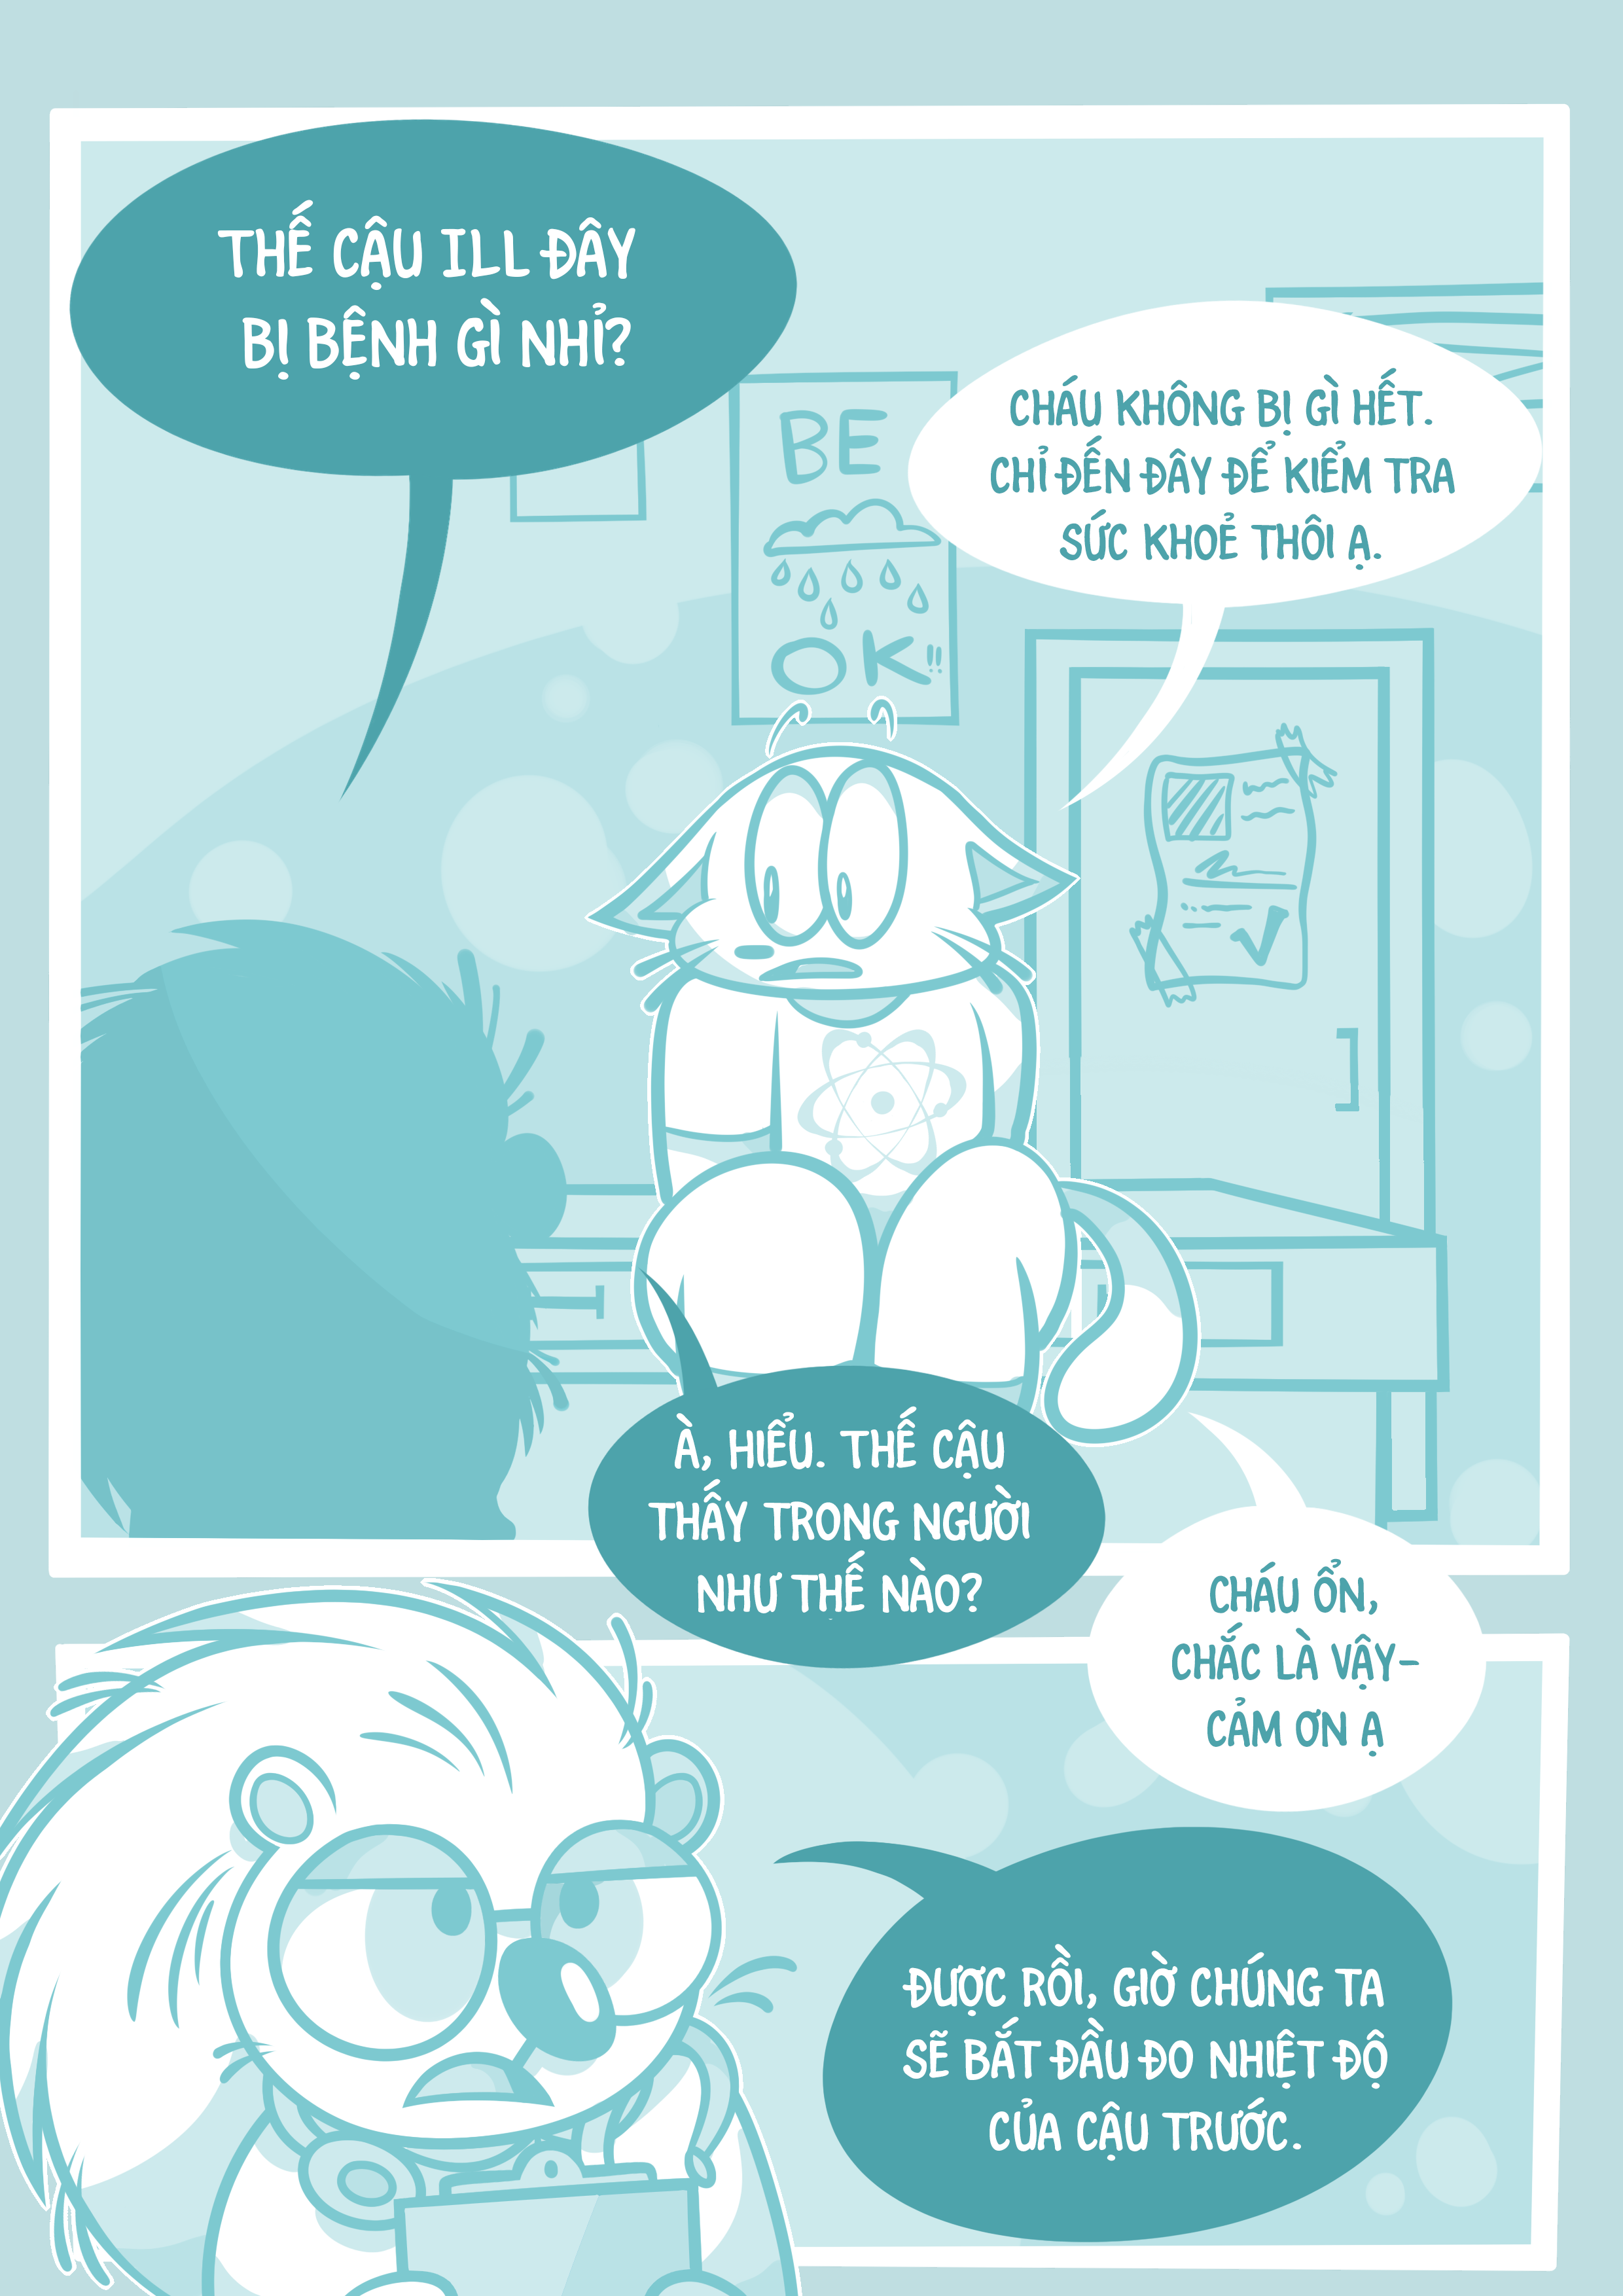 THẾ CẬU ILL ĐÂY
BỊ BỆNH GÌ NHỈ?
CHÁU KHÔNG BỊ GÌ HẾT.
CHỈ ĐẾN ĐÂY ĐỂ KIỂM TRA
SỨC KHOẺ THÔI Ạ.
BE
OK!!
À, HIỂU. THẾ CẬU
THẤY TRONG NGƯỜI
NHƯ THẾ NÀO?
CHÁU ỔN,
CHẮC LÀ VẬY-
CẢM ƠN Ạ
ĐƯỢC RỒI, GIỜ CHÚNG TA
SẼ BẮT ĐẦU ĐO NHIỆT ĐỘ
CỦA CẬU TRƯỚC.